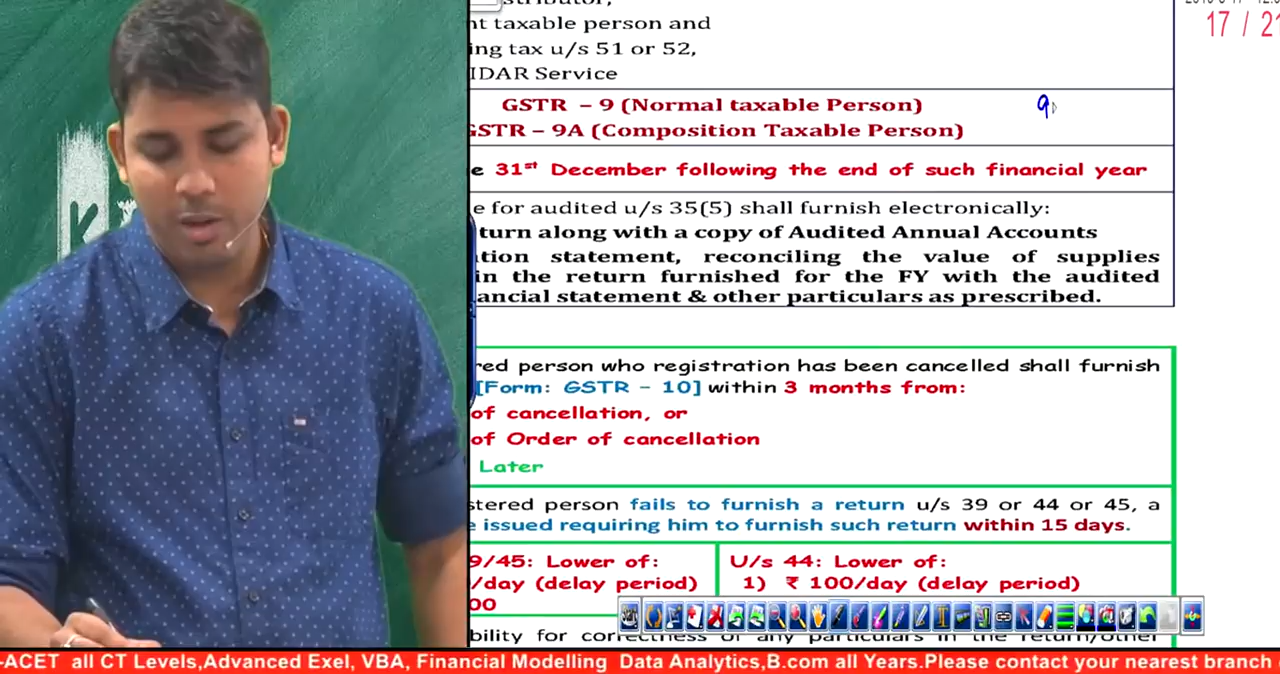 17 / 21
nt taxable person and
ing tax u/s 51 or 52,
IDAR Service
GSTR – 9 (Normal taxable Person)
9
GSTR – 9A (Composition Taxable Person)
e 31st December following the end of such financial year
e for audited u/s 35(5) shall furnish electronically:
turn along with a copy of Audited Annual Accounts
tion statement, reconciling the value of supplies
in the return furnished for the FY with the audited
ancial statement & other particulars as prescribed.
red person who registration has been cancelled shall furnish
[Form: GSTR – 10] within 3 months from:
of cancellation, or
of Order of cancellation
Later
stered person fails to furnish a return u/s 39 or 44 or 45, a
e issued requiring him to furnish such return within 15 days.
9/45: Lower of:
/day (delay period)
00
U/s 44: Lower of:
1) ₹ 100/day (delay period)
bility for correctness of any particulars in the return/other
-ACET all CT Levels,Advanced Exel, VBA, Financial Modelling Data Analytics,B.com all Years.Please contact your nearest branch